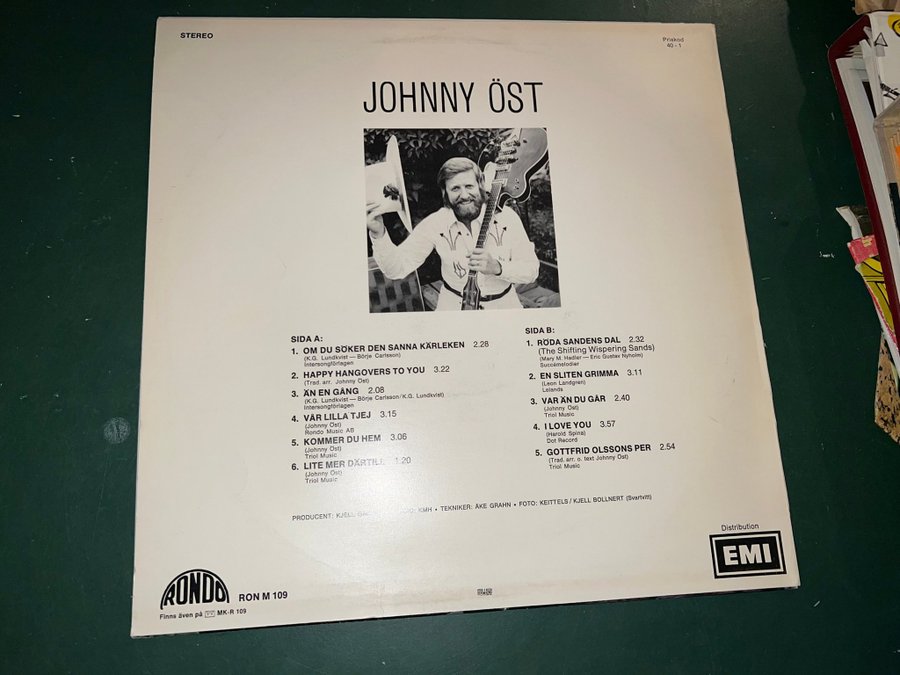 STEREO
Priskod
40 - 1
JOHNNY ÖST
SIDA A:
1. OM DU SÖKER DEN SANNA KÄRLEKEN 2.28
(K.G. Lundkvist — Börje Carlsson)
Intersongförlagen
2. HAPPY HANGOVERS TO YOU 3.22
(Trad. arr. Johnny Öst)
3. ÄN EN GÅNG 2.08
(K.G. Lundkvist — Börje Carlsson/K.G. Lundkvist)
Intersongförlagen
4. VÅR LILLA TJEJ 3.15
(Johnny Öst)
Rondo Music AB
5. KOMMER DU HEM 3.06
(Johnny Öst)
Triol Music
6. LITE MER DÄRTILL 1.20
(Johnny Öst)
Triol Music
SIDA B:
1. RÖDA SANDENS DAL 2.32
(The Shifting Wispering Sands)
(Mary M. Hadler — Eric Gustav Nyholm)
Succémelodier
2. EN SLITEN GRIMMA 3.11
(Leon Landgren)
Lelands
3. VAR ÄN DU GÅR 2.40
(Johnny Öst)
Triol Music
4. I LOVE YOU 3.57
(Harold Spina)
Dot Record
5. GOTTFRID OLSSONS PER 2.54
(Trad. arr. o. text Johnny Öst)
Triol Music
PRODUCENT: KJELL KMH • TEKNIKER: ÅKE GRAHN • FOTO: KEITTELS / KJELL BOLLNERT (Svartvitt)
Distribution
EMI
RONDO RON M 109
Finns även på MK-R 109